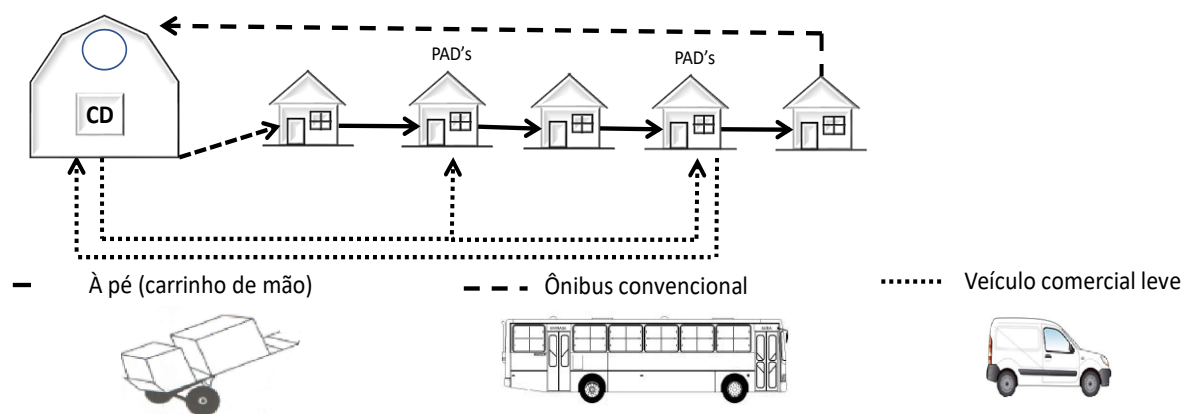 PAD's
PAD's
CD
À pé (carrinho de mão)
Ônibus convencional
Veículo comercial leve